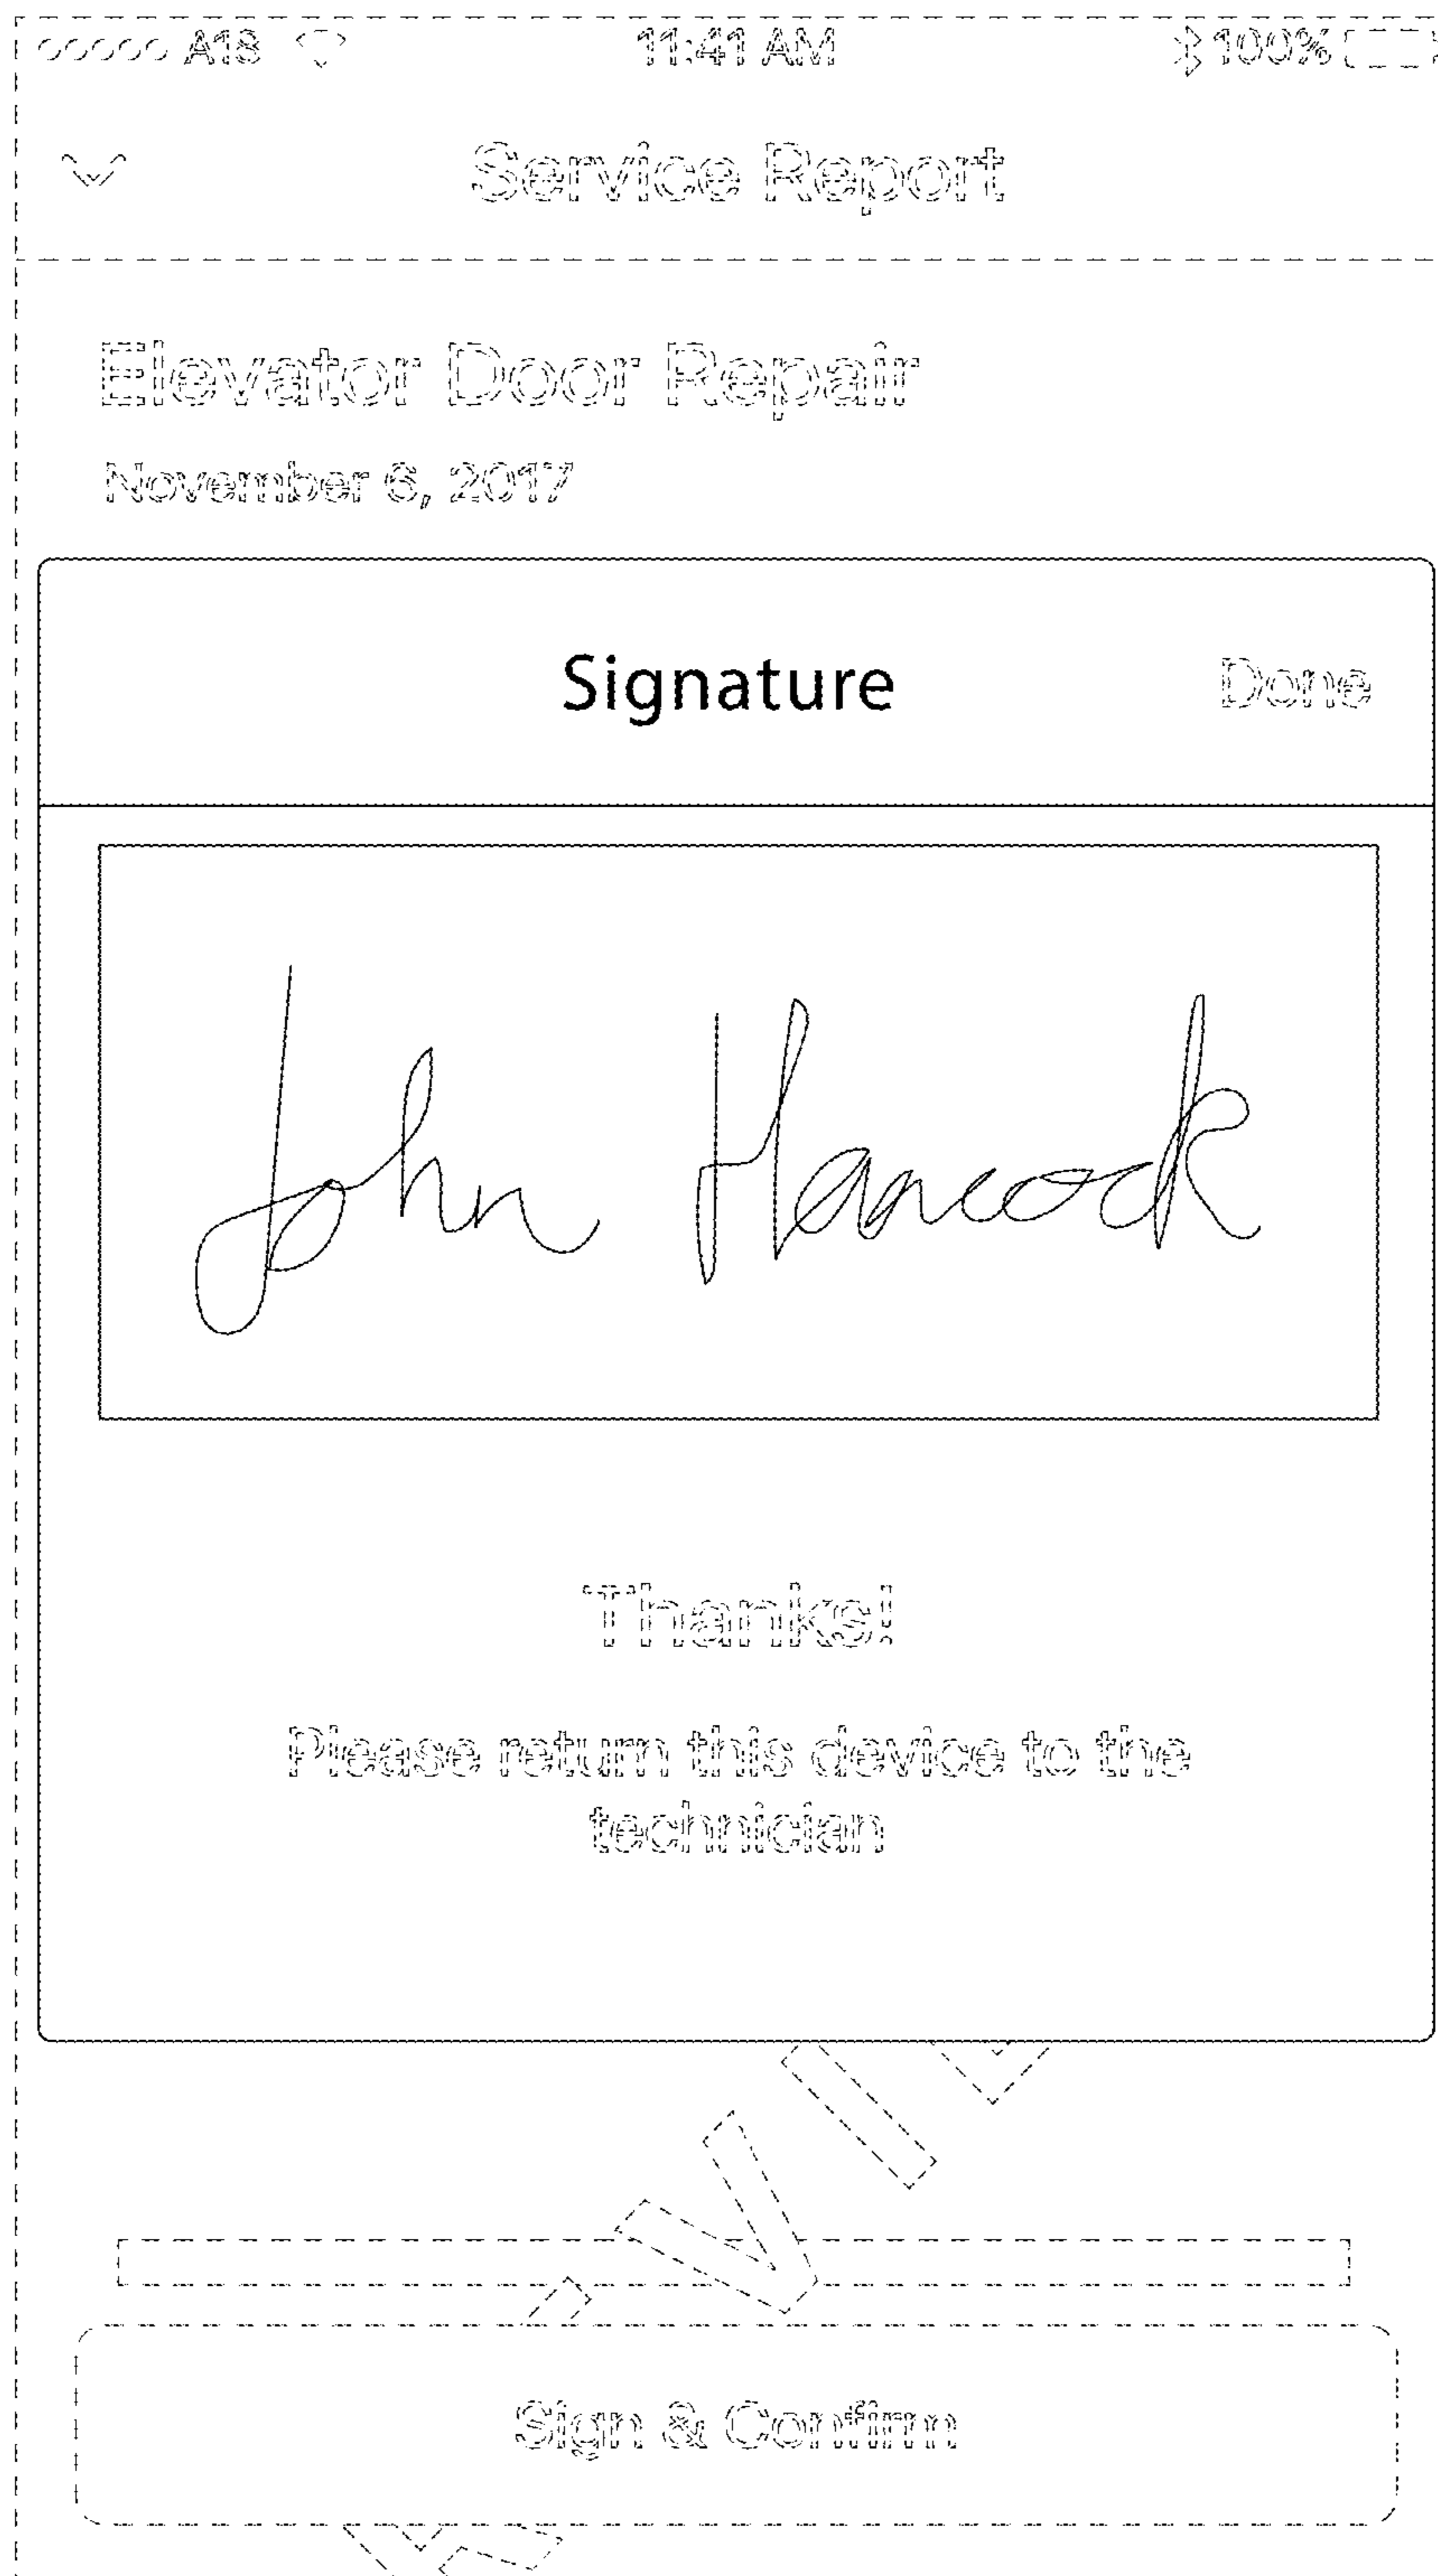 A18 11:41 AM 100%
Service Report
Elevator Door Repair
November 6, 2017
Signature Done
John Hancock
Thanks!
Please return this device to the
technician
Sign & Confirm